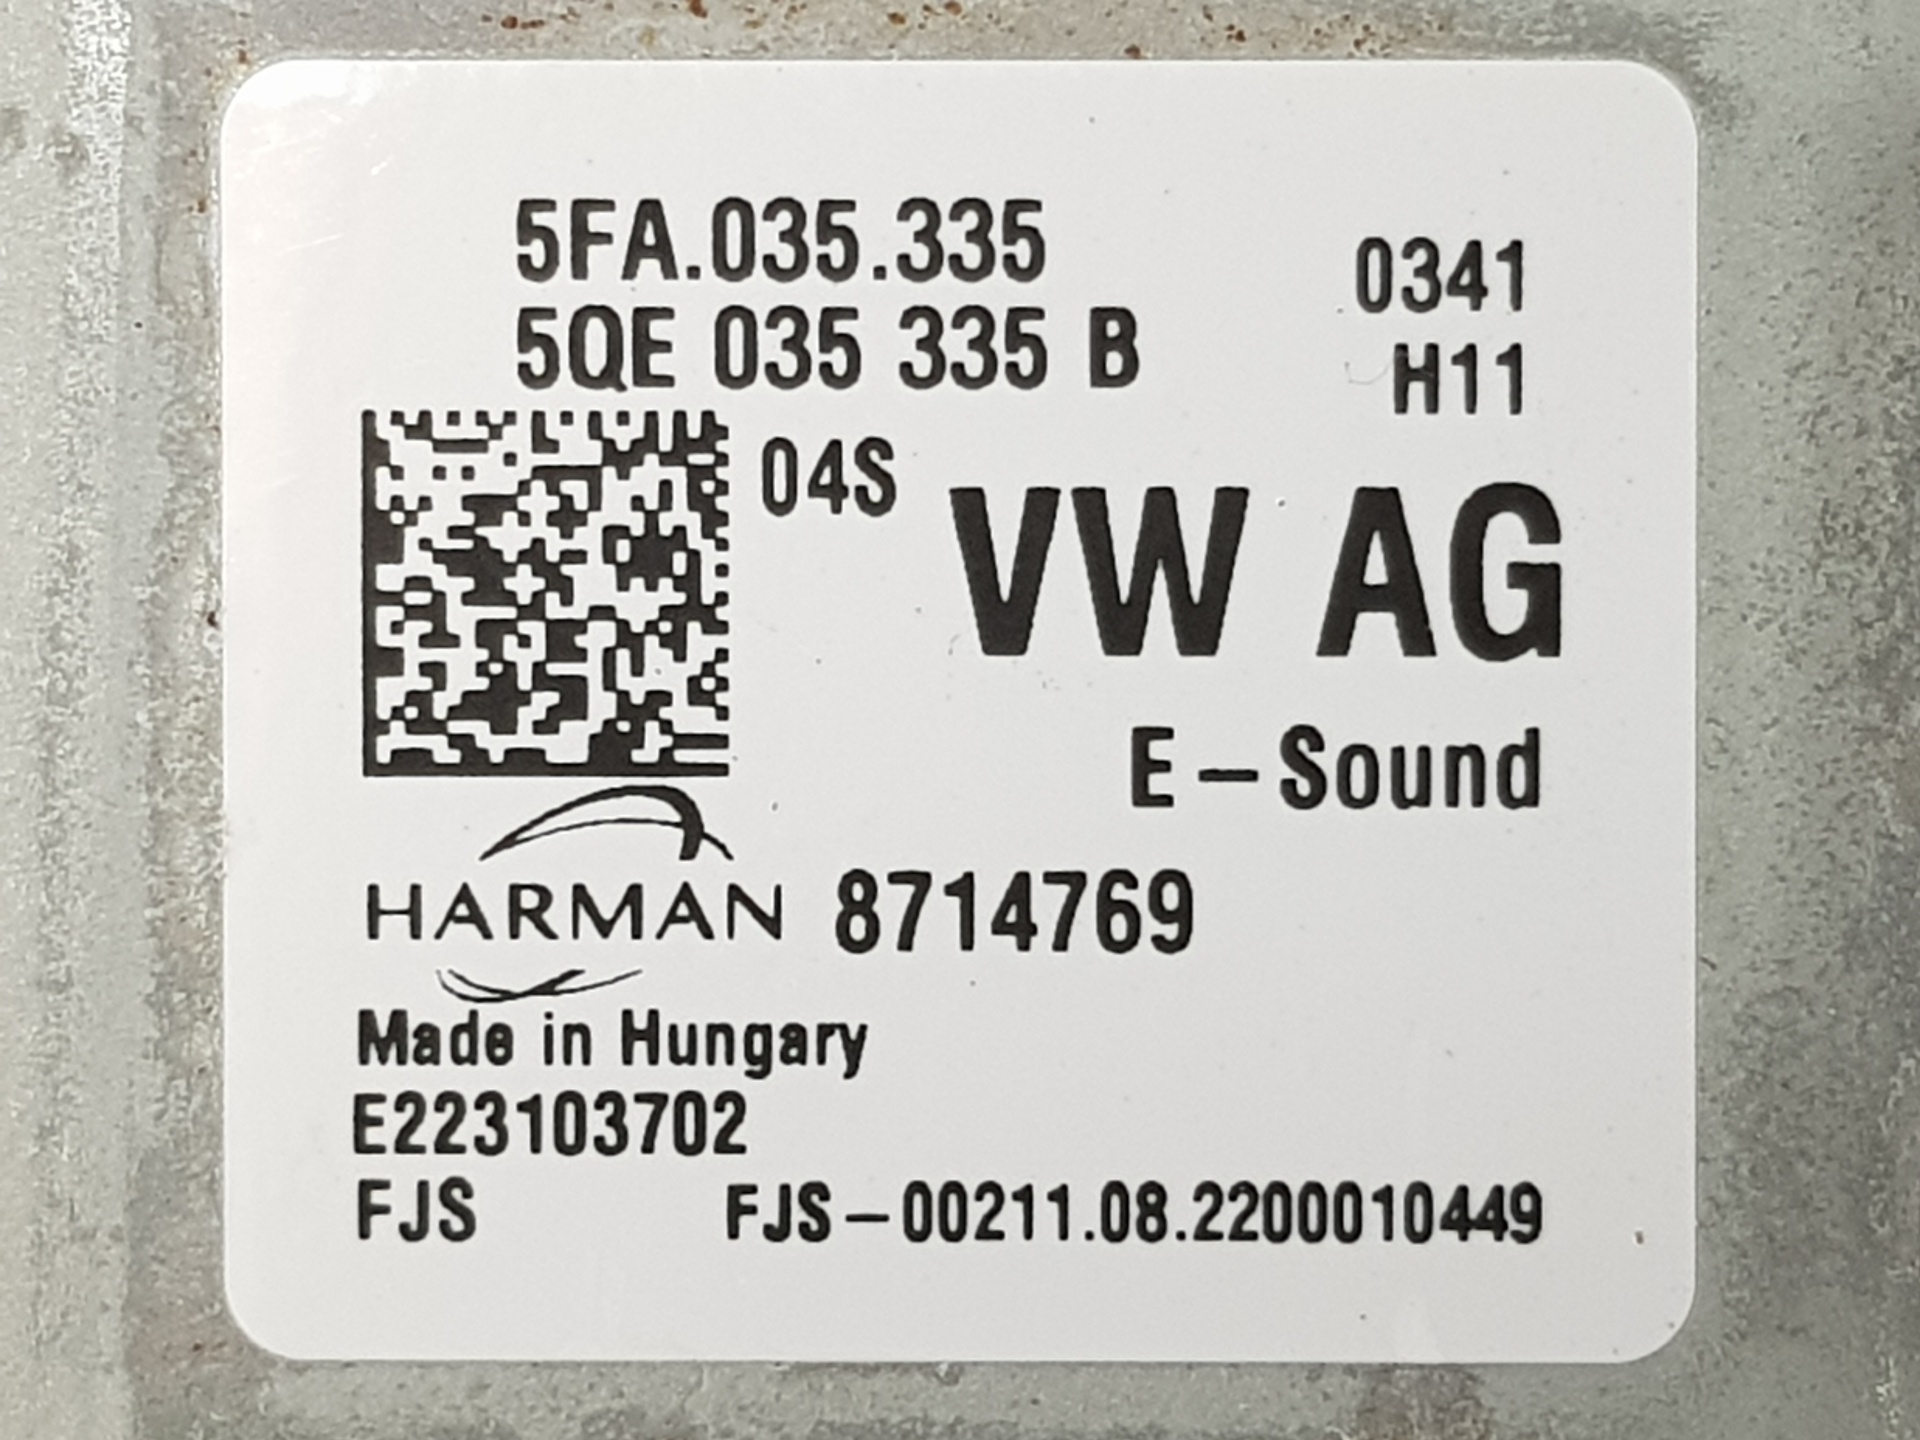 5FA.035.335
0341
5QE 035 335 B
H11
04S
VW AG
E-Sound
HARMAN 8714769
Made in Hungary
E223103702
FJS FJS-00211.08.2200010449